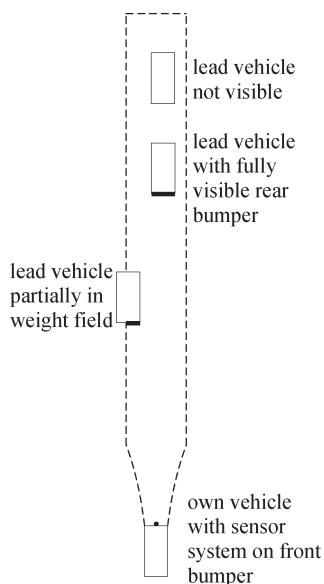 lead vehicle
not visible
lead vehicle
with fully
visible rear
bumper
lead vehicle
partially in
weight field
own vehicle
with sensor
system on front
bumper